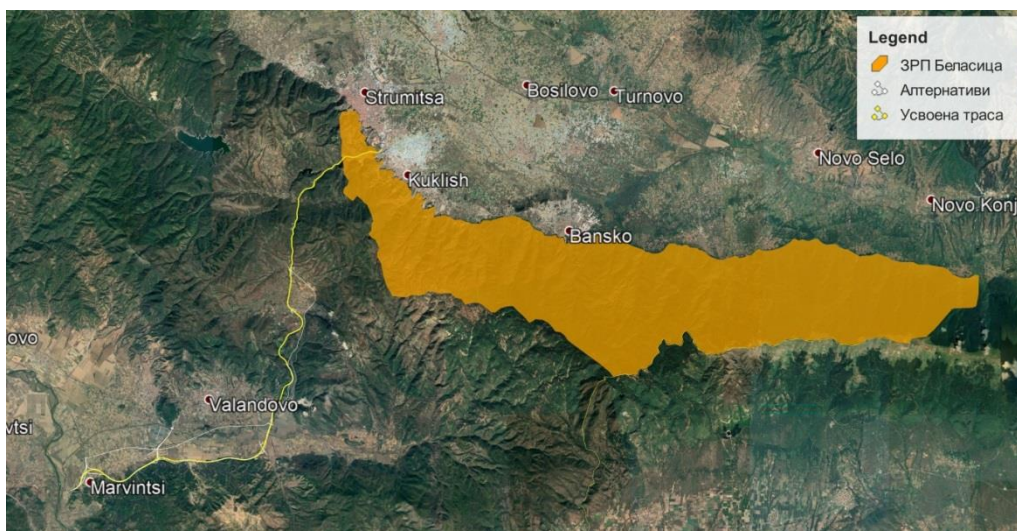 Legend
ЗРП Беласица
Алтернативи
Усвоена траса
Strumitsa
Bosilovo
Turnovo
Novo Selo
Kuklish
Novo Konj
Bansko
ovo
Valandovo
vtsi
Marvintsi